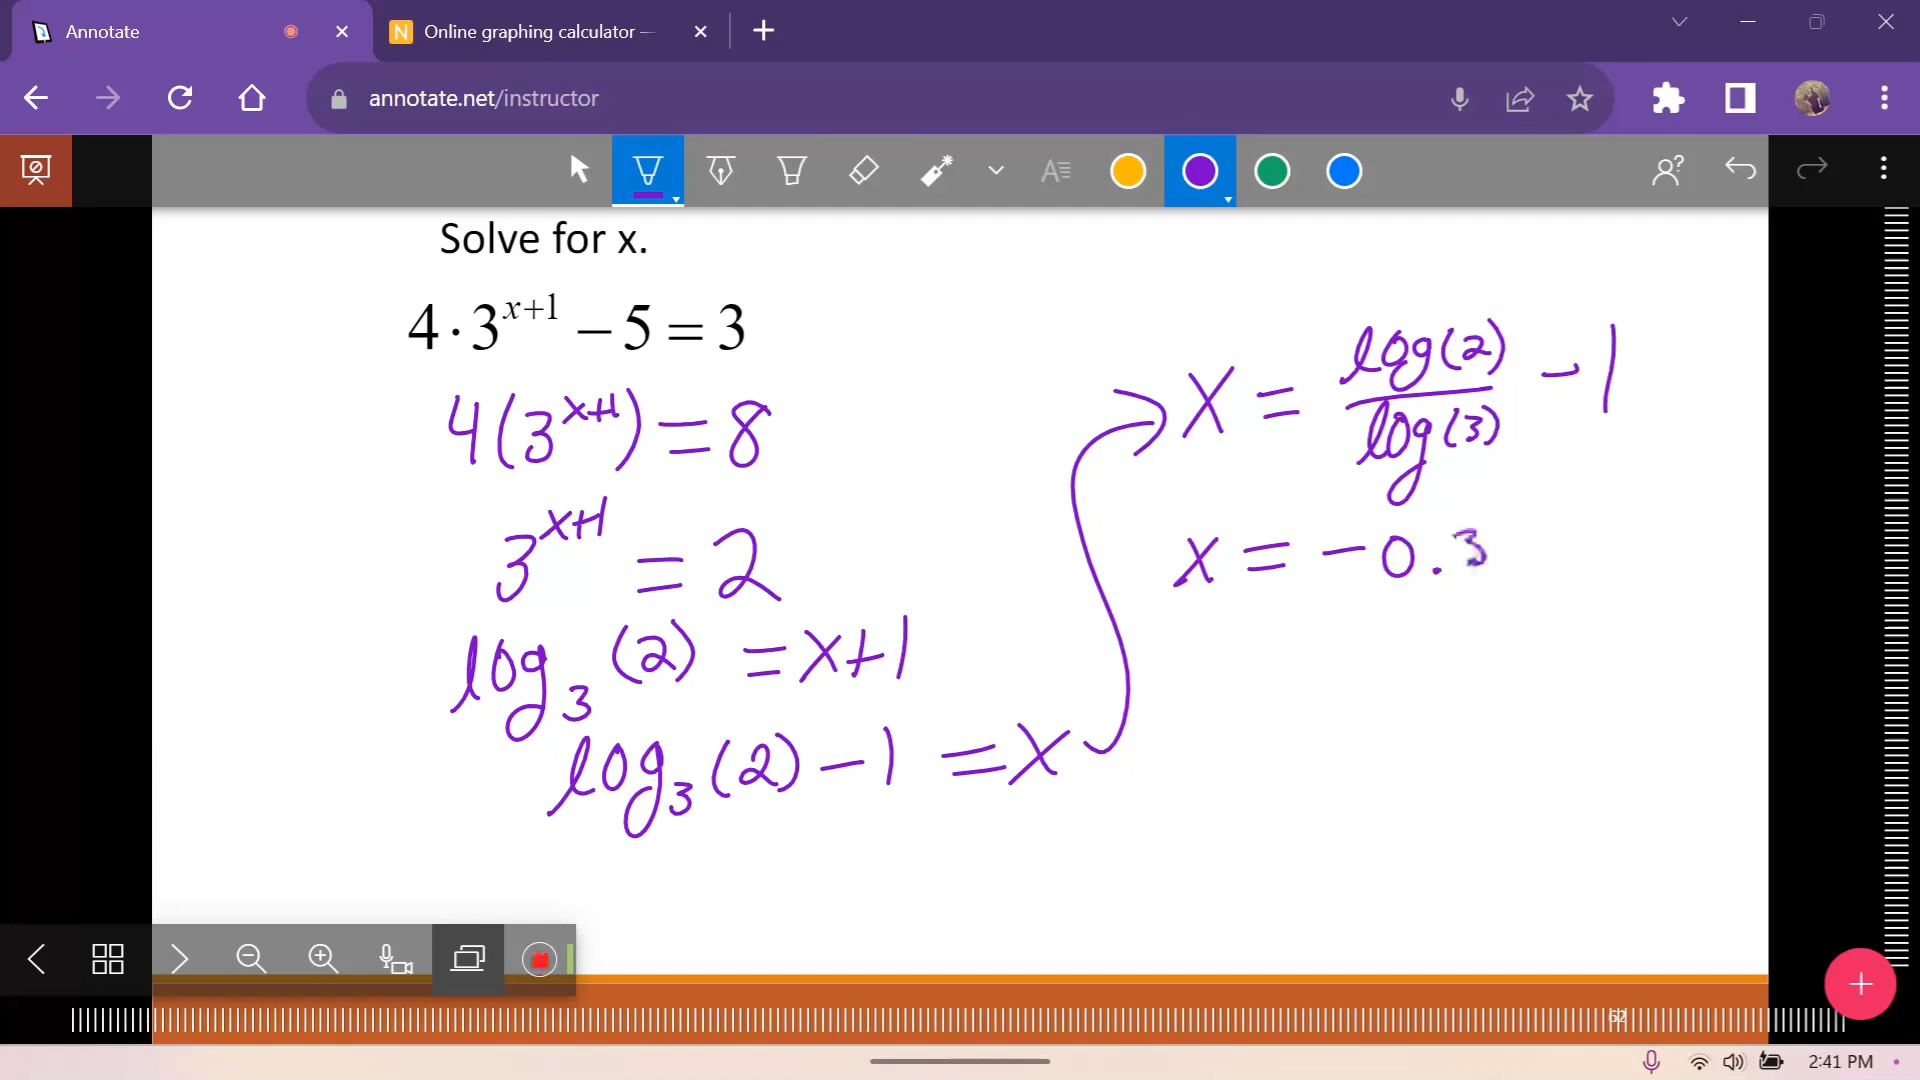 Annotate
Online graphing calculator —
annotate.net/instructor
Solve for x.
4·3^{x+1} − 5 = 3
4(3^{x+1}) = 8
3^{x+1} = 2
log₃(2) = x+1
log₃(2) − 1 = x
x = log(2)/log(3) − 1
x = −0.3
62
2:41 PM